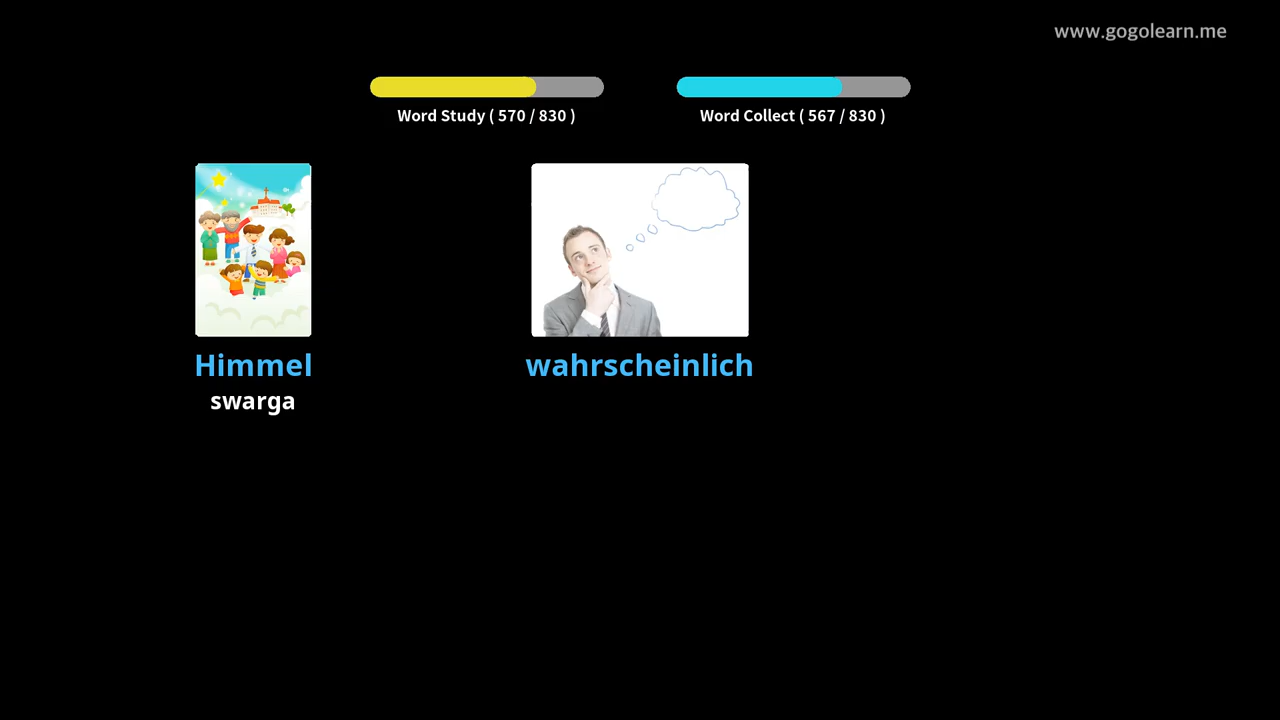 www.gogolearn.me
Word Study ( 570 / 830 )
Word Collect ( 567 / 830 )
Himmel
swarga
wahrscheinlich